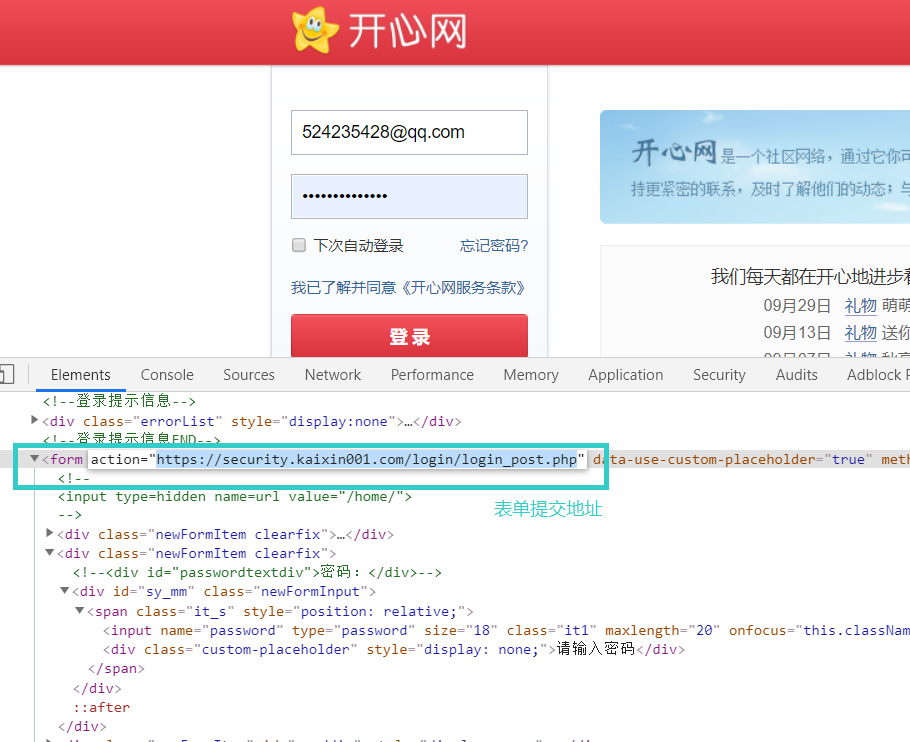 开心网
524235428@qq.com
••••••••••••••
开心网是一个社区网络，通过它你可
持更紧密的联系，及时了解他们的动态；与
下次自动登录 忘记密码?
我已了解并同意《开心网服务条款》
我们每天都在开心地进步着
09月29日 礼物 萌萌
登录
09月13日 礼物 送你
Elements Console Sources Network Performance Memory Application Security Audits Adblock P
<!--登录提示信息-->
▶<div class="errorList" style="display:none">…</div>
<!--登录提示信息END-->
▼<form action="https://security.kaixin001.com/login/login_post.php" data-use-custom-placeholder="true" meth
<!--
<input type=hidden name=url value="/home/">
-->
表单提交地址
▶<div class="newFormItem clearfix">…</div>
▼<div class="newFormItem clearfix">
<!--<div id="passwordtextdiv">密码：</div>-->
▼<div id="sy_mm" class="newFormInput">
▼<span class="it_s" style="position: relative;">
<input name="password" type="password" size="18" class="it1" maxlength="20" onfocus="this.classNam
<div class="custom-placeholder" style="display: none;">请输入密码</div>
</span>
</div>
::after
</div>